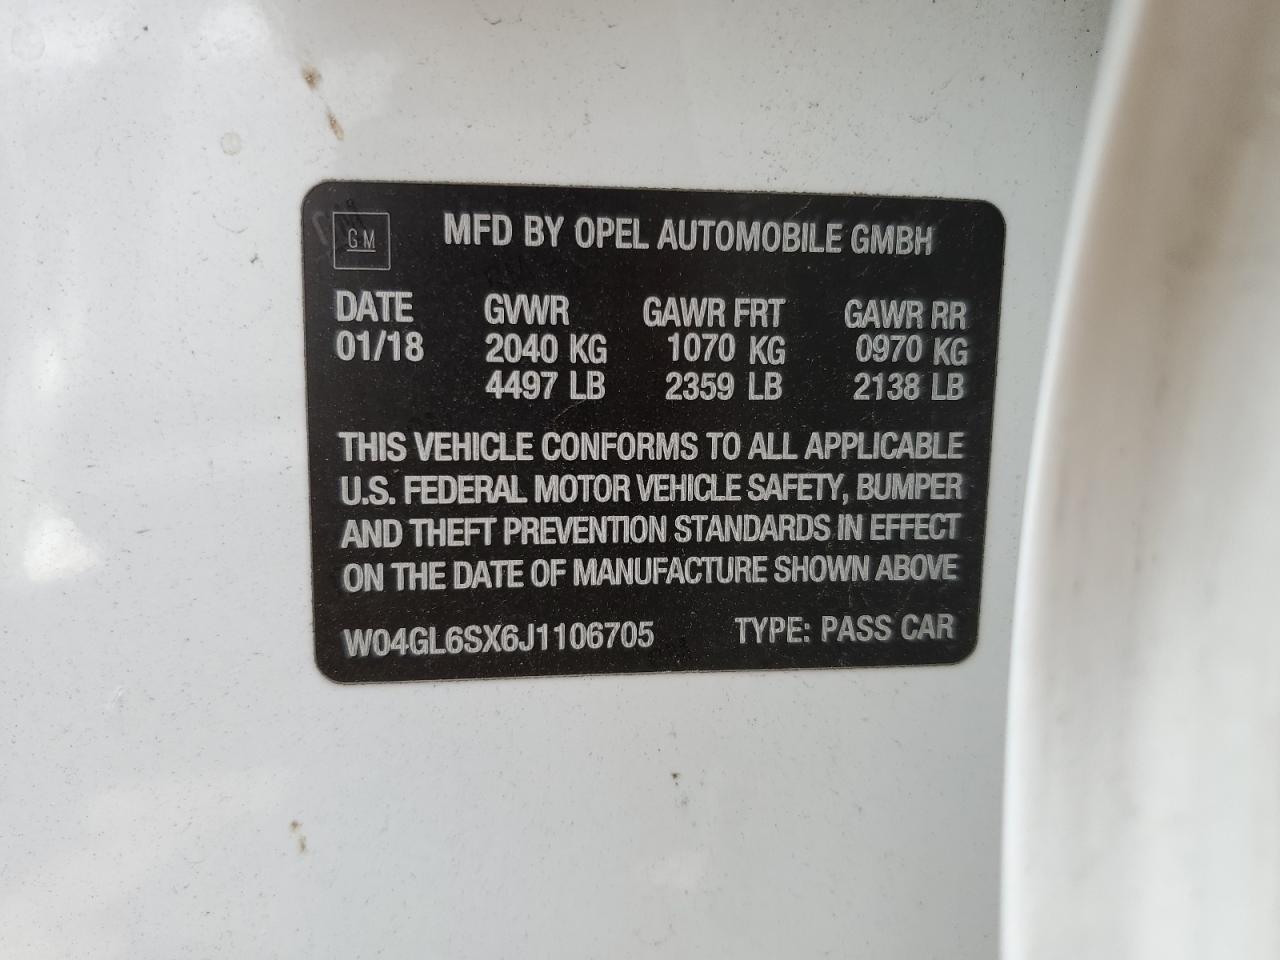 GM MFD BY OPEL AUTOMOBILE GMBH
DATE GVWR GAWR FRT GAWR RR
01/18 2040 KG 1070 KG 0970 KG
4497 LB 2359 LB 2138 LB
THIS VEHICLE CONFORMS TO ALL APPLICABLE
U.S. FEDERAL MOTOR VEHICLE SAFETY, BUMPER
AND THEFT PREVENTION STANDARDS IN EFFECT
ON THE DATE OF MANUFACTURE SHOWN ABOVE
W04GL6SX6J1106705 TYPE: PASS CAR